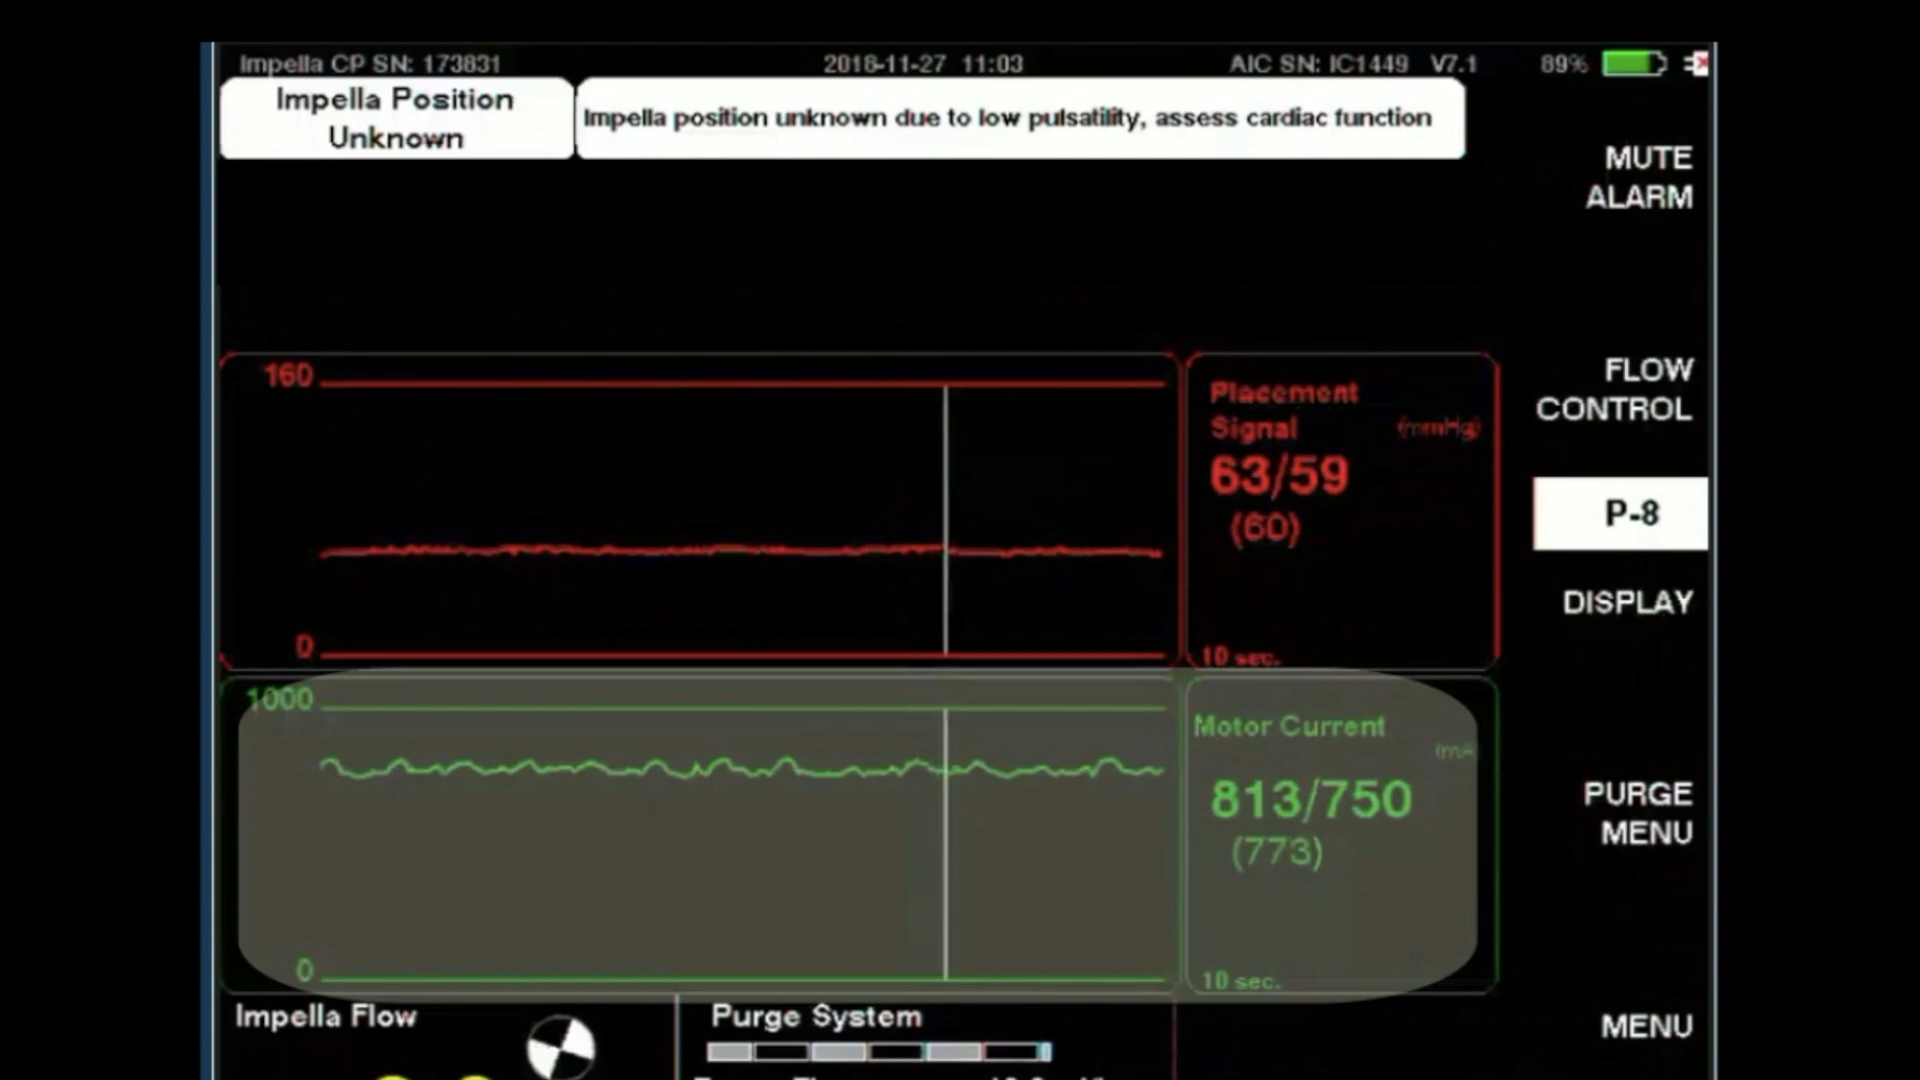 Impella CP SN: 173831 2018-11-27 11:03 AIC SN: IC1449 V7.1 89%
Impella Position
Unknown
Impella position unknown due to low pulsatility, assess cardiac function
MUTE
ALARM
160
Placement
Signal (mmHg)
63/59
(60)
0
10 sec.
FLOW
CONTROL
P-8
DISPLAY
1000
Motor Current
813/750
(773)
0
10 sec.
PURGE
MENU
Impella Flow
Purge System
MENU